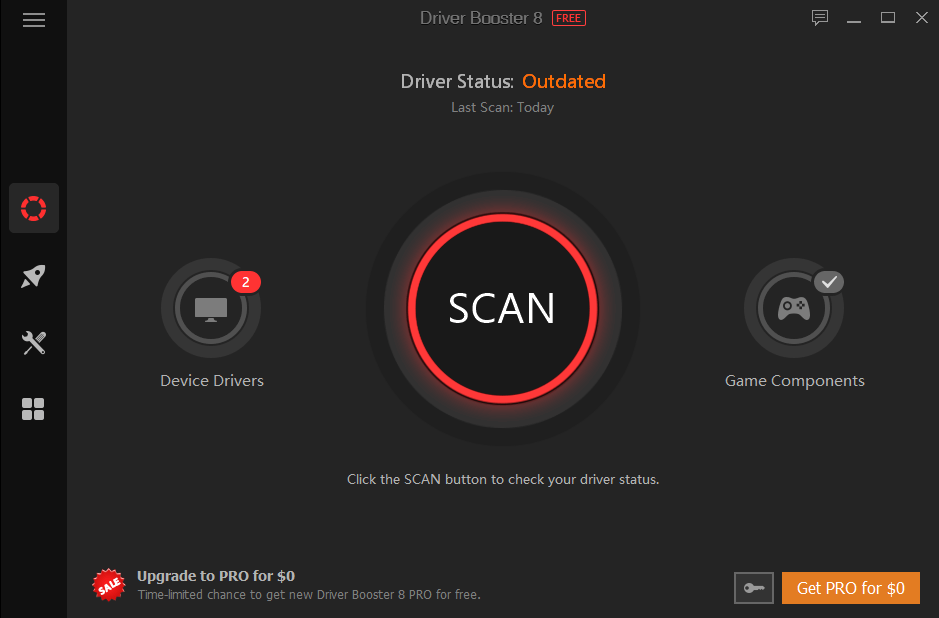 Driver Booster 8 FREE
Driver Status: Outdated
Last Scan: Today
2
SCAN
Device Drivers
Game Components
Click the SCAN button to check your driver status.
SALE
Upgrade to PRO for $0
Time-limited chance to get new Driver Booster 8 PRO for free.
Get PRO for $0